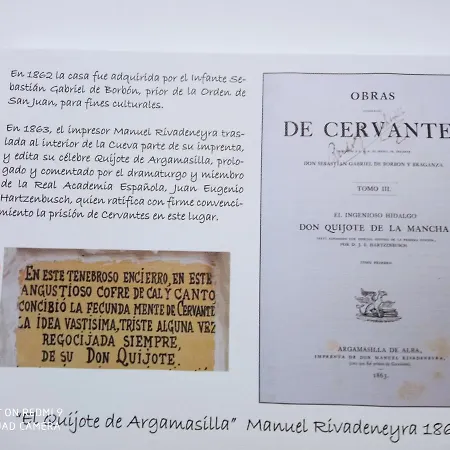 En 1862 la casa fue adquirida por el Infante Se-
bastián Gabriel de Borbón, prior de la Orden de
San Juan, para fines culturales.
En 1863, el impresor Manuel Rivadeneyra tras-
lada al interior de la Cueva parte de su imprenta,
y edita su célebre Quijote de Argamasilla, prolo-
gado y comentado por el dramaturgo y miembro
de la Real Academia Española, Juan Eugenio
Hartzenbusch, quien ratifica con firme convenci-
miento la prisión de Cervantes en este lugar.
EN ESTE TENEBROSO ENCIERRO, EN ESTE
ANGUSTIOSO COFRE DE CAL Y CANTO
CONCIBIÓ LA FECUNDA MENTE DE CERVANTE
LA IDEA VASTISIMA, TRISTE ALGUNA VEZ
REGOCIJADA SIEMPRE,
DE SU DON QUIJOTE.
OBRAS
DE CERVANTE
DON SEBASTIAN GABRIEL DE BORBON Y BRAGANZA
TOMO III.
EL INGENIOSO HIDALGO
DON QUIJOTE DE LA MANCHA
POR D. J. E. HARTZENBUSCH
TOMO PRIMERO
ARGAMASILLA DE ALBA,
IMPRENTA DE DON MANUEL RIVADENEYRA,
1863.
"El Quijote de Argamasilla" Manuel Rivadeneyra 186
T ON REDMI 9
UAD CAMERA